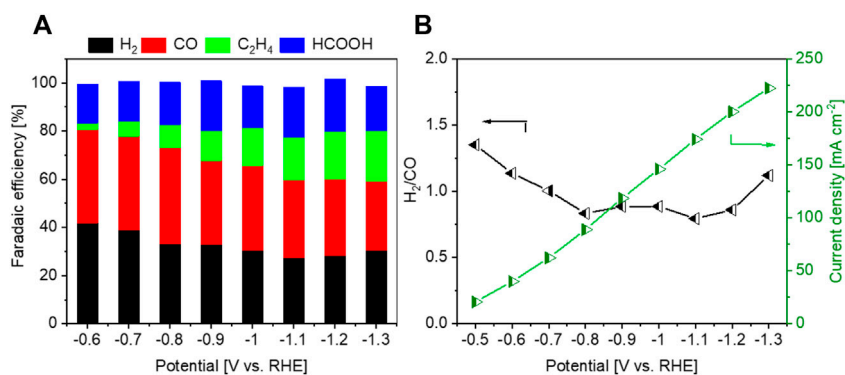 A
H2 CO C2H4 HCOOH
Faradaic efficiency [%]
100
80
60
40
20
0
-0.6 -0.7 -0.8 -0.9 -1 -1.1 -1.2 -1.3
Potential [V vs. RHE]
B
H2/CO
2.0
1.5
1.0
0.5
0.0
-0.5 -0.6 -0.7 -0.8 -0.9 -1 -1.1 -1.2 -1.3
Potential [V vs. RHE]
250
200
150
100
50
0
Current density [mA cm-2]